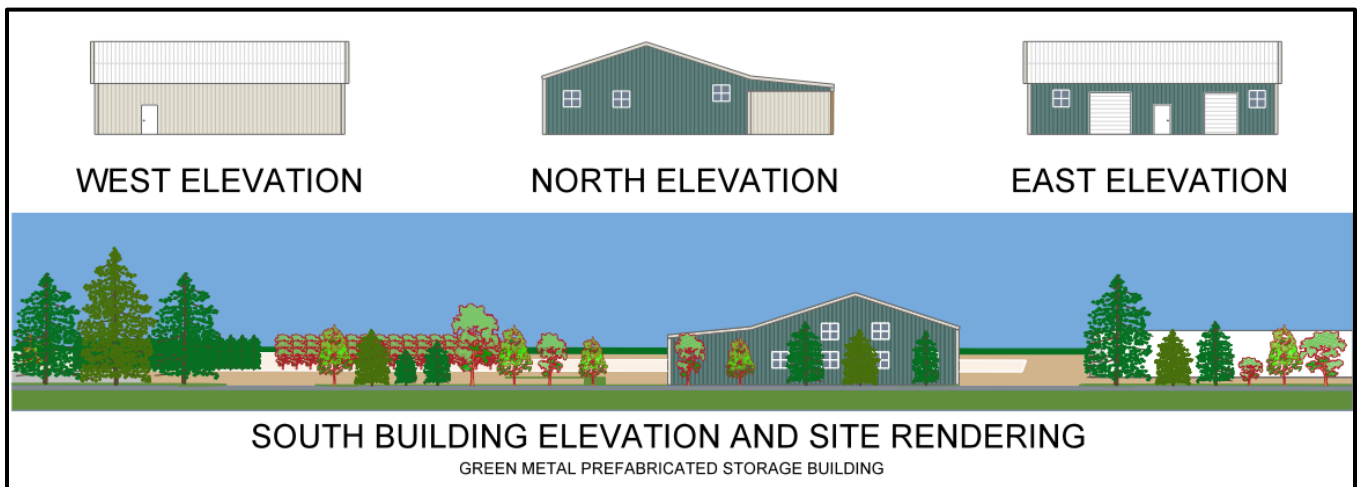 WEST ELEVATION
NORTH ELEVATION
EAST ELEVATION
SOUTH BUILDING ELEVATION AND SITE RENDERING
GREEN METAL PREFABRICATED STORAGE BUILDING